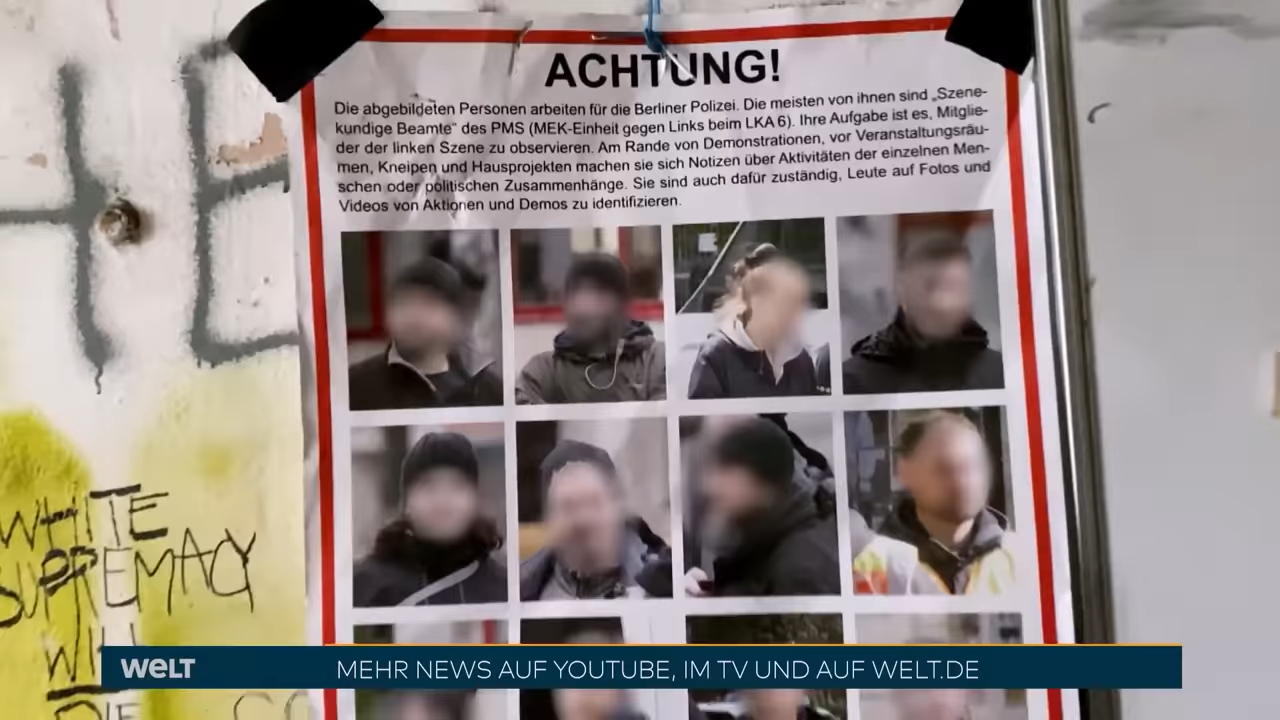 ACHTUNG!
Die abgebildeten Personen arbeiten für die Berliner Polizei. Die meisten von ihnen sind „Szene-
kundige Beamte“ des PMS (MEK-Einheit gegen Links beim LKA 6). Ihre Aufgabe ist es, Mitglie-
der der linken Szene zu observieren. Am Rande von Demonstrationen, vor Veranstaltungsräu-
men, Kneipen und Hausprojekten machen sie sich Notizen über Aktivitäten der einzelnen Men-
schen oder politischen Zusammenhänge. Sie sind auch dafür zuständig, Leute auf Fotos und
Videos von Aktionen und Demos zu identifizieren.
WHITE
SUPREMACY
WILL
DIE
WELT MEHR NEWS AUF YOUTUBE, IM TV UND AUF WELT.DE